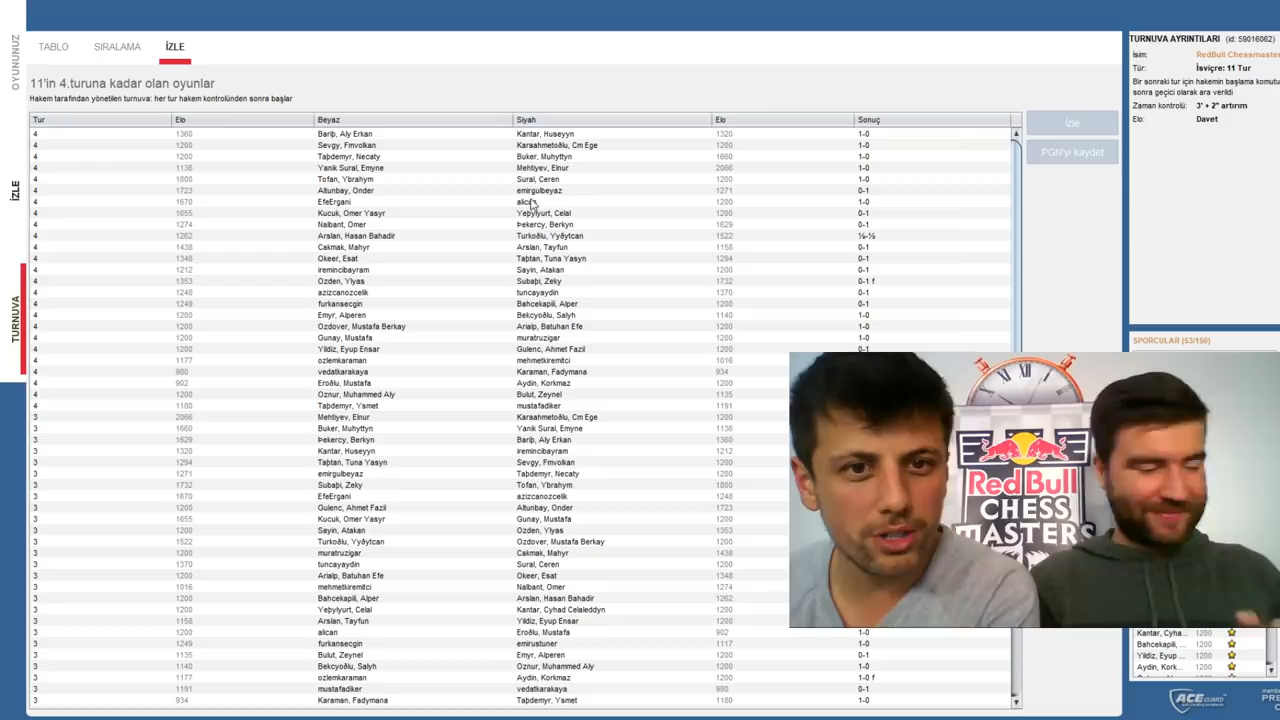 OYUNUNUZ
İZLE
TURNUVA
TABLO SIRALAMA İZLE
11'in 4.turuna kadar olan oyunlar
Hakem tarafından yönetilen turnuva: her tur hakem kontrolünden sonra başlar
Tur Elo Beyaz Siyah Elo Sonuç
4 1360 Bariþ, Aly Erkan Kantar, Huseyyn 1320 1-0
4 1200 Sevgy, Fmvolkan Karaahmetoðlu, Cm Ege 1200 1-0
4 1200 Taþdemyr, Necaty Buker, Muhyttyn 1660 1-0
4 1136 Yanik Sural, Emyne Mehtiyev, Elnur 2066 1-0
4 1800 Tofan, Ybrahym Sural, Ceren 1200 1-0
4 1723 Altunbay, Onder emirgulbeyaz 1271 0-1
4 1670 EfeErgani 1200 1-0
4 1655 Kucuk, Omer Yasyr Yeþylyurt, Celal 1200 0-1
4 1274 Nalbant, Omer Þekercy, Berkyn 1629 0-1
4 1262 Arslan, Hasan Bahadir Turkoðlu, Yyðytcan 1522 ½-½
4 1438 Cakmak, Mahyr Arslan, Tayfun 1158 0-1
4 1348 Okeer, Esat Taþtan, Tuna Yasyn 1294 0-1
4 1212 iremincibayram Sayin, Atakan 1200 0-1
4 1353 Ozden, Ylyas Subaþi, Zeky 1732 0-1 f
4 1248 azizcanozcelik tuncayaydin 1370 0-1
4 1249 furkansecgin Bahcekapili, Alper 1200 0-1
4 1200 Emyr, Alperen Bekcyoðlu, Salyh 1140 1-0
4 1200 Ozdover, Mustafa Berkay Arialp, Batuhan Efe 1200 1-0
4 1200 Gunay, Mustafa muratruzigar 1200 1-0
4 1200 Yildiz, Eyup Ensar Gulenc, Ahmet Fazil 1200 0-1
4 1177 ozlemkaraman mehmetkiremitci 1016
4 980 vedatkarakaya Karaman, Fadymana 934
4 902 Eroðlu, Mustafa Aydin, Korkmaz 1200
4 1200 Oznur, Muhammed Aly Bulut, Zeynel 1135
4 1180 Taþdemyr, Ysmet mustafadiker 1191
3 2066 Mehtiyev, Elnur Karaahmetoðlu, Cm Ege 1200
3 1660 Buker, Muhyttyn Yanik Sural, Emyne 1136
3 1629 Þekercy, Berkyn Bariþ, Aly Erkan 1360
3 1320 Kantar, Huseyyn iremincibayram 1212
3 1294 Taþtan, Tuna Yasyn Sevgy, Fmvolkan 1200
3 1271 emirgulbeyaz Taþdemyr, Necaty 1200
3 1732 Subaþi, Zeky Tofan, Ybrahym 1800
3 1670 EfeErgani azizcanozcelik 1248
3 1200 Gulenc, Ahmet Fazil Altunbay, Onder 1723
3 1655 Kucuk, Omer Yasyr Gunay, Mustafa 1200
3 1200 Sayin, Atakan Ozden, Ylyas 1353
3 1522 Turkoðlu, Yyðytcan Ozdover, Mustafa Berkay 1200
3 1200 muratruzigar Cakmak, Mahyr 1438
3 1370 tuncayaydin Sural, Ceren 1200
3 1200 Arialp, Batuhan Efe Okeer, Esat 1348
3 1016 mehmetkiremitci Nalbant, Omer 1274
3 1200 Bahcekapili, Alper Arslan, Hasan Bahadir 1262
3 1200 Yeþylyurt, Celal Kantar, Cyhad Celaleddyn 1200
3 1158 Arslan, Tayfun Yildiz, Eyup Ensar 1200
3 1200 alican Eroðlu, Mustafa 902 1-0
3 1249 furkansecgin emirustuner 1117 1-0
3 1135 Bulut, Zeynel Emyr, Alperen 1200 0-1
3 1140 Bekcyoðlu, Salyh Oznur, Muhammed Aly 1200 1-0
3 1177 ozlemkaraman Aydin, Korkmaz 1200 1-0 f
3 1191 mustafadiker vedatkarakaya 980 0-1
3 934 Karaman, Fadymana Taþdemyr, Ysmet 1180 1-0
İzle
PGN'yi kaydet
TURNUVA AYRINTILARI (id: 59016062)
İsim: RedBull Chessmaste
Tür: İsviçre: 11 Tur
Bir sonraki tur için hakemin başlama komutu
sonra geçici olarak ara verildi
Zaman kontrolü: 3' + 2" artırım
Elo: Davet
SPORCULAR (53/150)
Red Bull
CHESS
MASTERS
Kantar, Cyha... 1200
Bahcekapili, ... 1200
Yildiz, Eyup ... 1200
Aydin, Kork... 1200
ACEGUARD